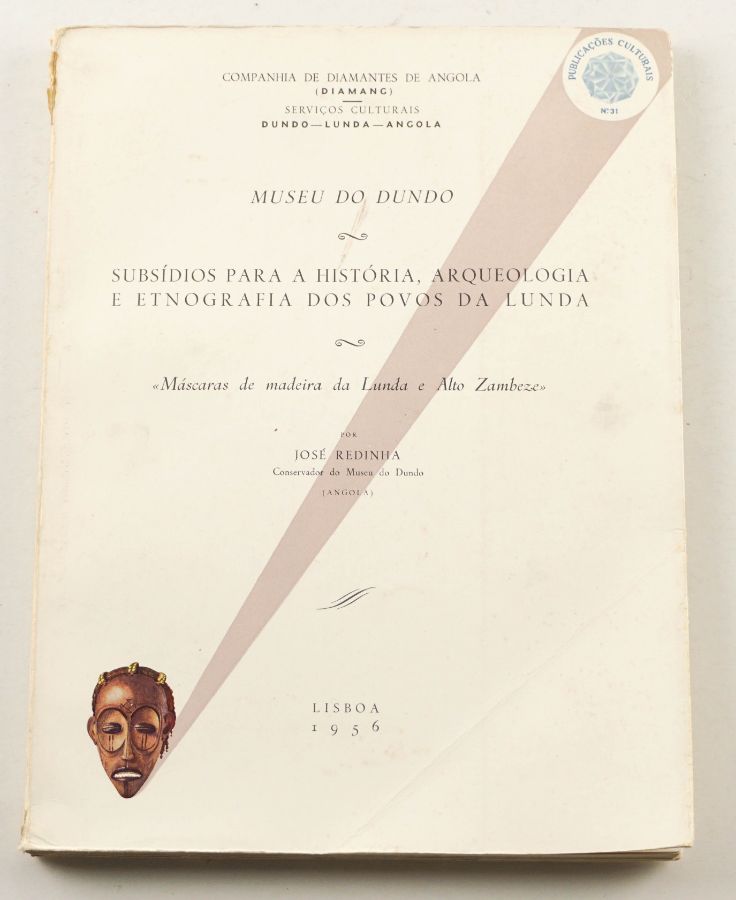 PUBLICAÇÕES CULTURAIS
Nº 31
COMPANHIA DE DIAMANTES DE ANGOLA
(DIAMANG)
SERVIÇOS CULTURAIS
DUNDO—LUNDA—ANGOLA
MUSEU DO DUNDO
SUBSÍDIOS PARA A HISTÓRIA, ARQUEOLOGIA
E ETNOGRAFIA DOS POVOS DA LUNDA
«Máscaras de madeira da Lunda e Alto Zambeze»
POR
JOSÉ REDINHA
Conservador do Museu do Dundo
(ANGOLA)
LISBOA
1956